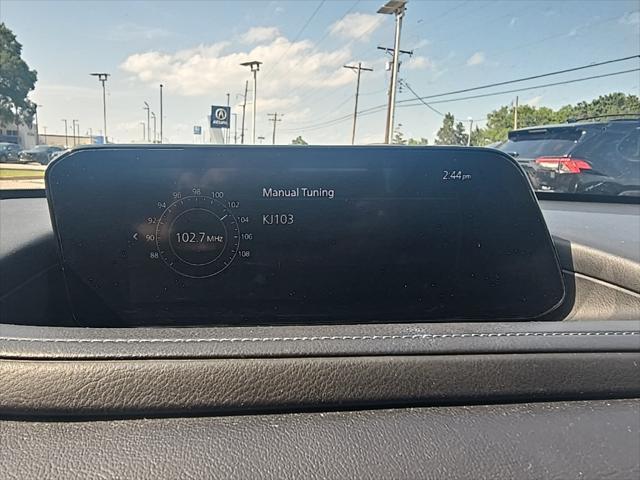 ACURA
Manual Tuning
2:44 pm
KJ103
96 98 100
94 102
92 104
90 102.7 MHz 106
88 108